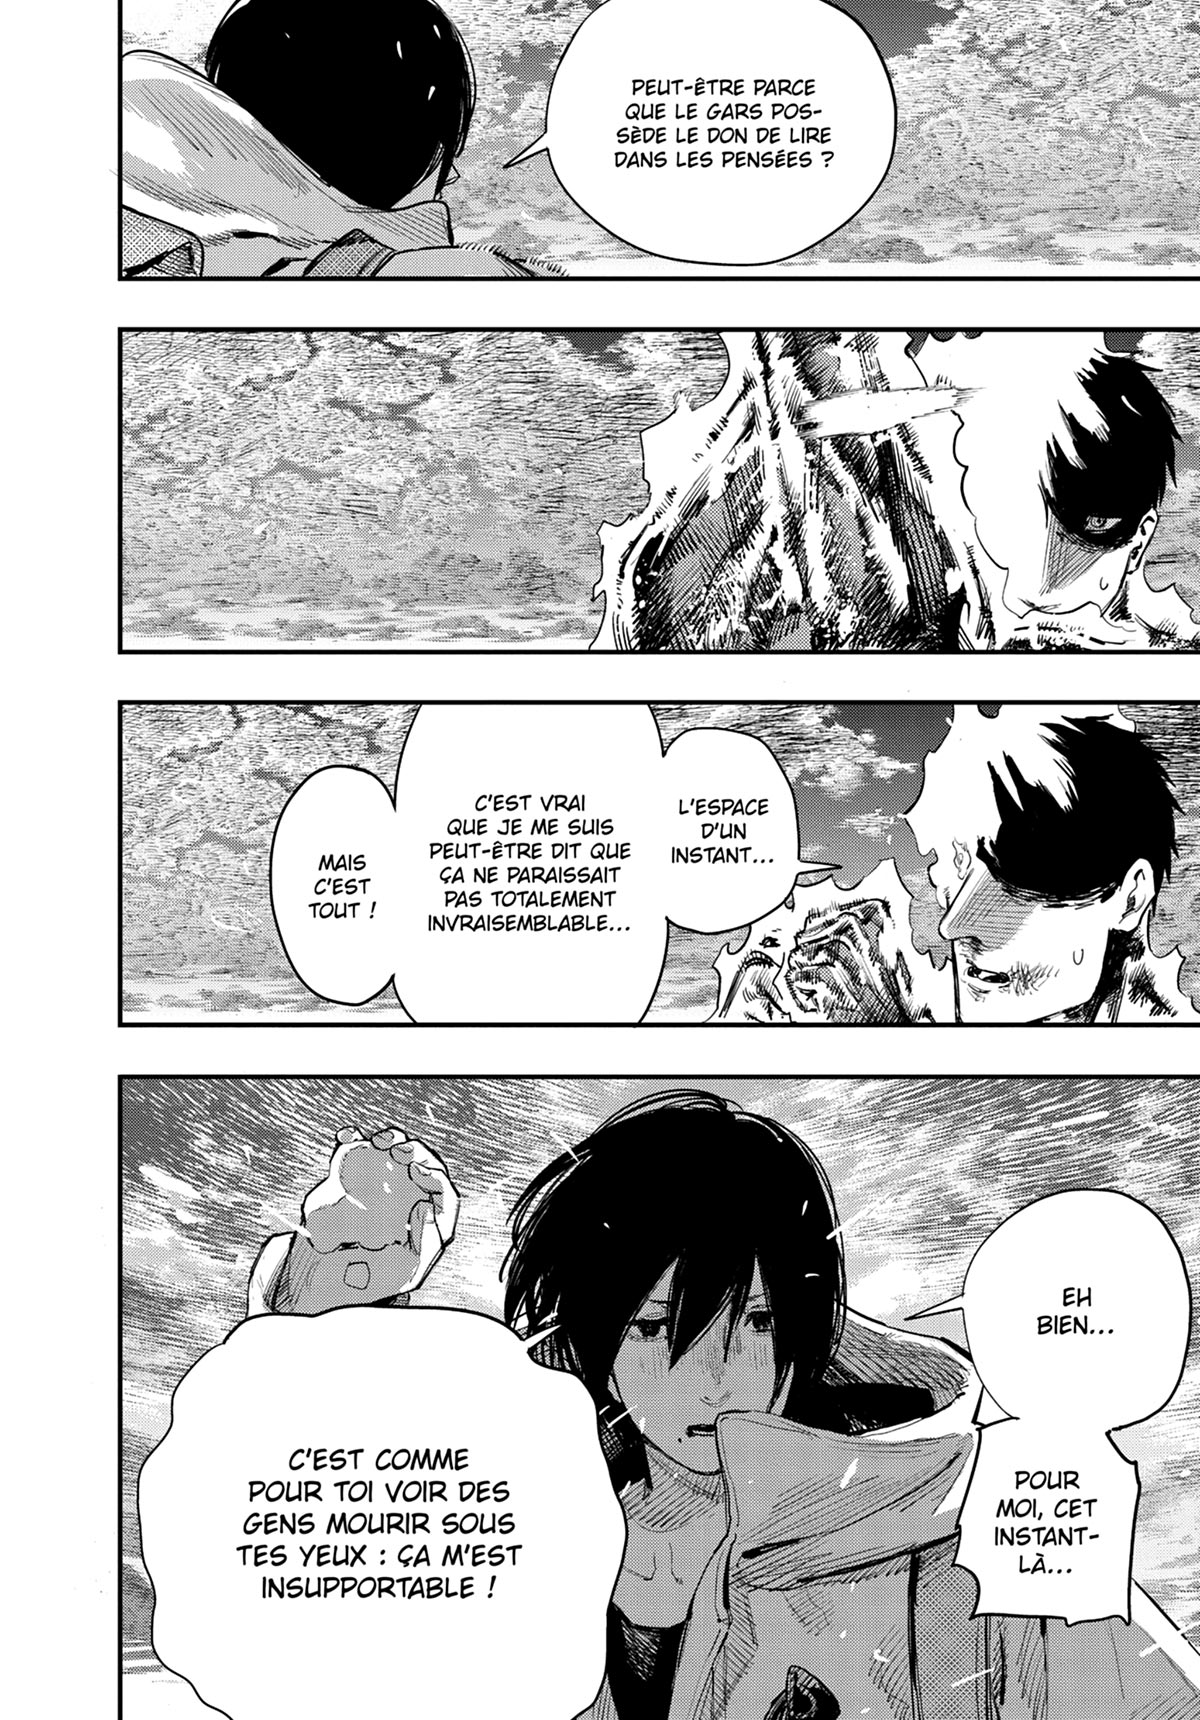 PEUT-ÊTRE PARCE
QUE LE GARS POS-
SÈDE LE DON DE LIRE
DANS LES PENSÉES ?
L'ESPACE
D'UN
INSTANT...
C'EST VRAI
QUE JE ME SUIS
PEUT-ÊTRE DIT QUE
ÇA NE PARAISSAIT
PAS TOTALEMENT
INVRAISEMBLABLE...
MAIS
C'EST
TOUT !
EH
BIEN...
POUR
MOI, CET
INSTANT-
LÀ...
C'EST COMME
POUR TOI VOIR DES
GENS MOURIR SOUS
TES YEUX : ÇA M'EST
INSUPPORTABLE !